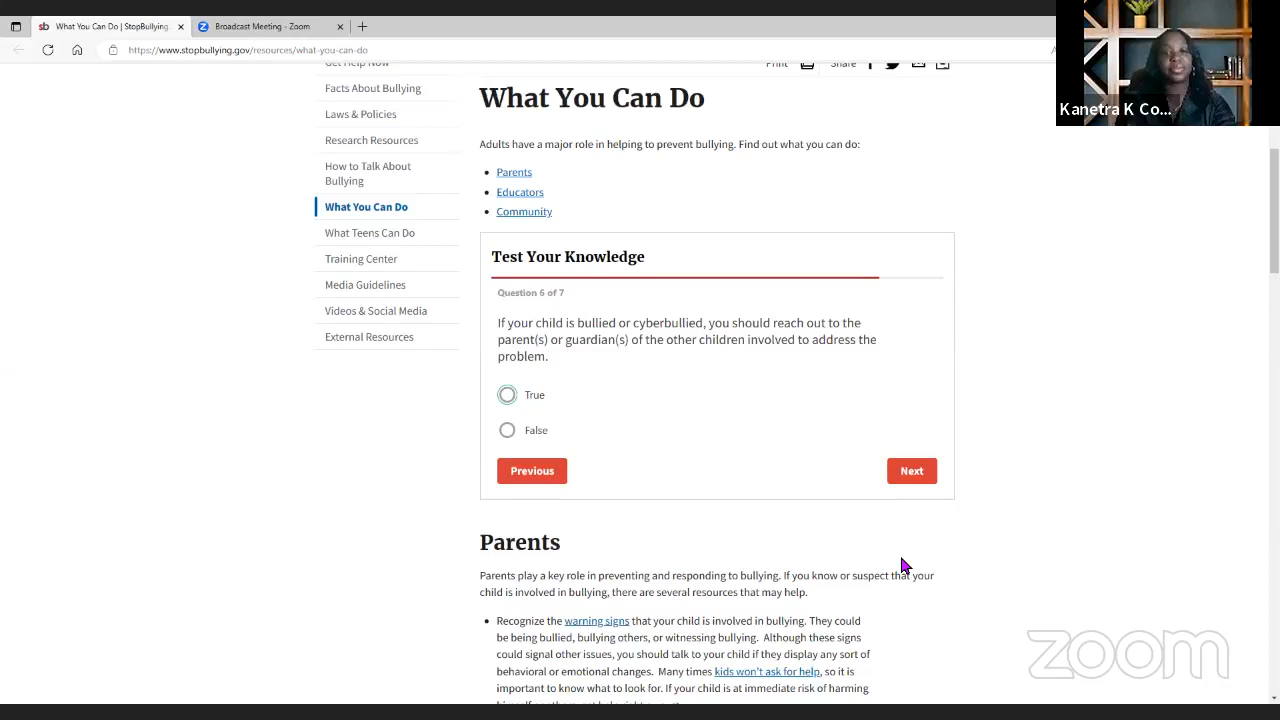 What You Can Do | StopBullying.
Broadcast Meeting - Zoom
https://www.stopbullying.gov/resources/what-you-can-do
Kanetra K Co...
Get Help Now
Facts About Bullying
Laws & Policies
Research Resources
How to Talk About
Bullying
What You Can Do
What Teens Can Do
Training Center
Media Guidelines
Videos & Social Media
External Resources
Print
Share
What You Can Do
Adults have a major role in helping to prevent bullying. Find out what you can do:
Parents
Educators
Community
Test Your Knowledge
Question 6 of 7
If your child is bullied or cyberbullied, you should reach out to the
parent(s) or guardian(s) of the other children involved to address the
problem.
True
False
Previous
Next
Parents
Parents play a key role in preventing and responding to bullying. If you know or suspect that your
child is involved in bullying, there are several resources that may help.
Recognize the warning signs that your child is involved in bullying. They could
be being bullied, bullying others, or witnessing bullying. Although these signs
could signal other issues, you should talk to your child if they display any sort of
behavioral or emotional changes. Many times kids won't ask for help, so it is
important to know what to look for. If your child is at immediate risk of harming
zoom